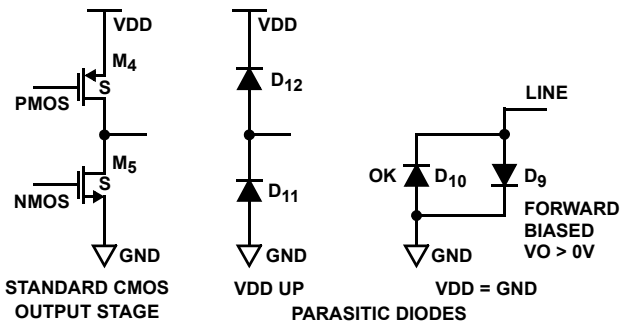 VDD
M4
S
PMOS
M5
S
NMOS
GND
STANDARD CMOS
OUTPUT STAGE
VDD
D12
D11
GND
VDD UP
LINE
OK
D10
D9
FORWARD
BIASED
VO > 0V
GND
VDD = GND
PARASITIC DIODES